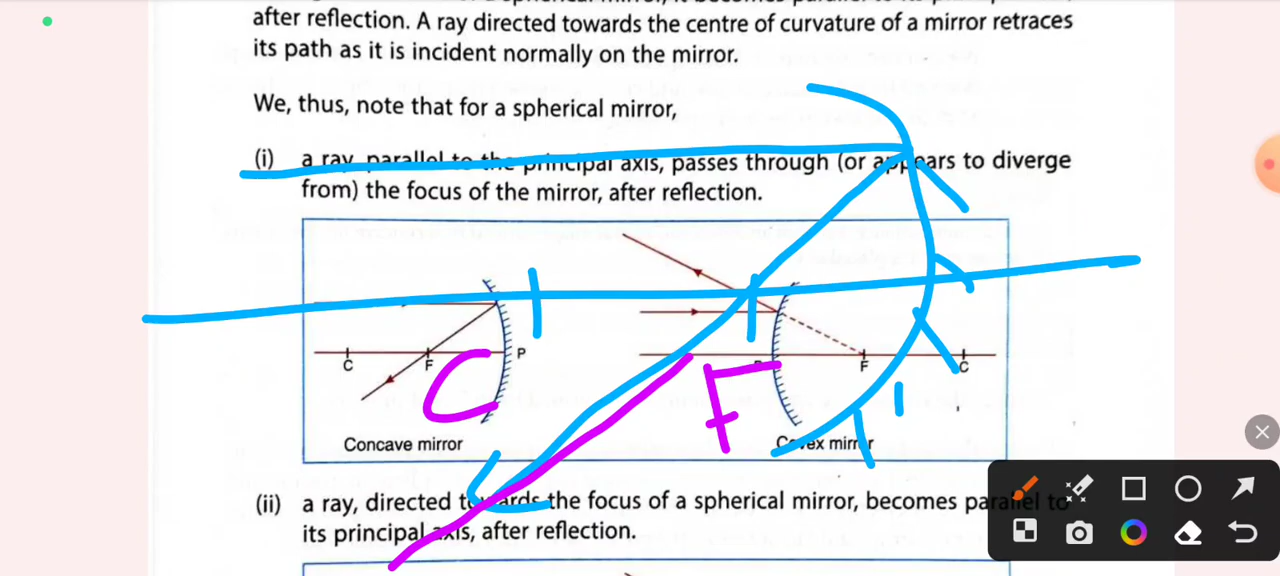 after reflection. A ray directed towards the centre of curvature of a mirror retraces
its path as it is incident normally on the mirror.
We, thus, note that for a spherical mirror,
(i) a ray parallel to the principal axis, passes through (or appears to diverge
from) the focus of the mirror, after reflection.
C F P F C
C F
Concave mirror mirror
(ii) a ray, directed towards the focus of a spherical mirror, becomes parallel to
its principal axis, after reflection.